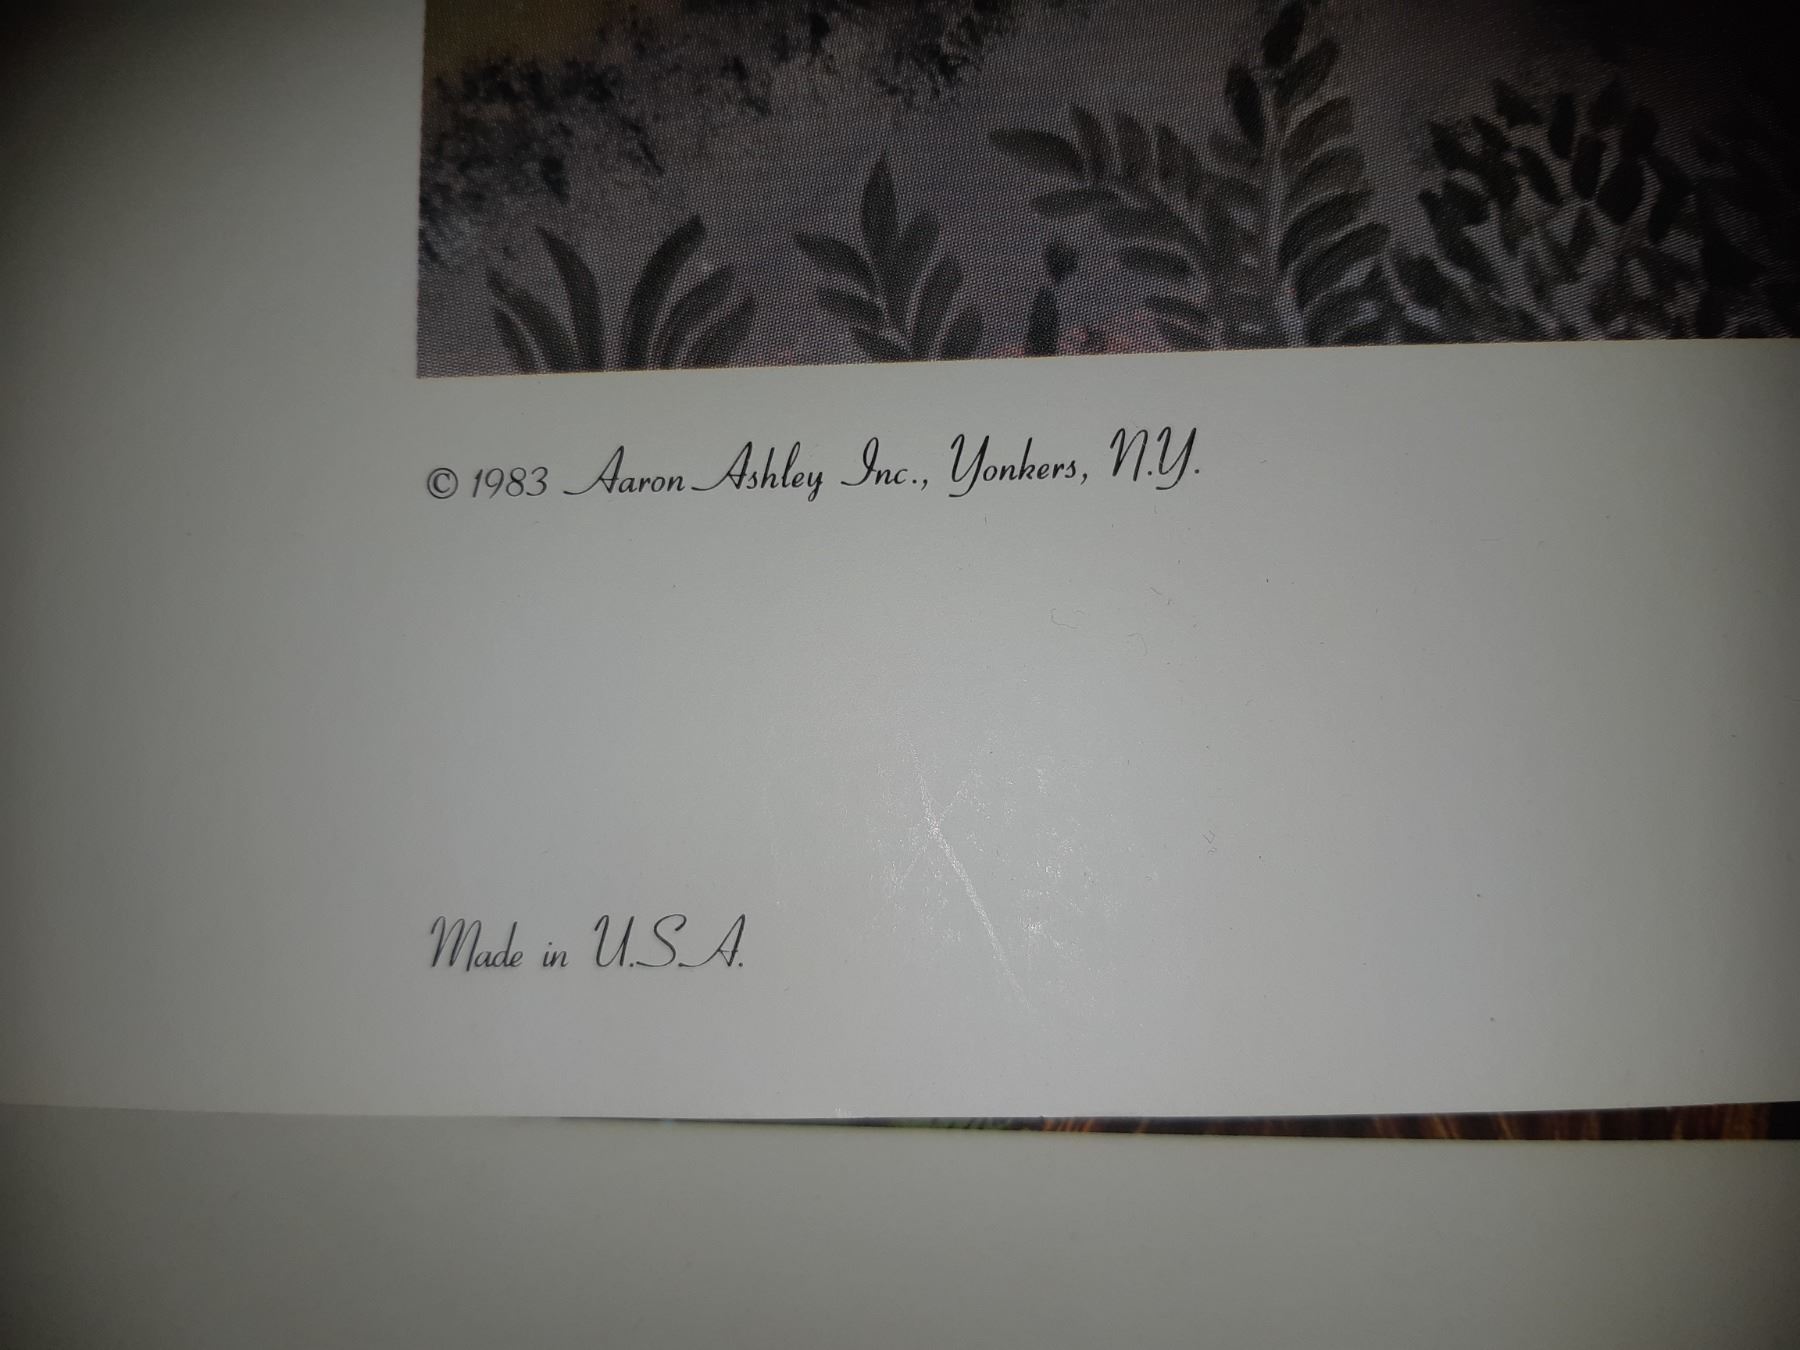 © 1983 Aaron Ashley Inc., Yonkers, N.Y.
Made in U.S.A.